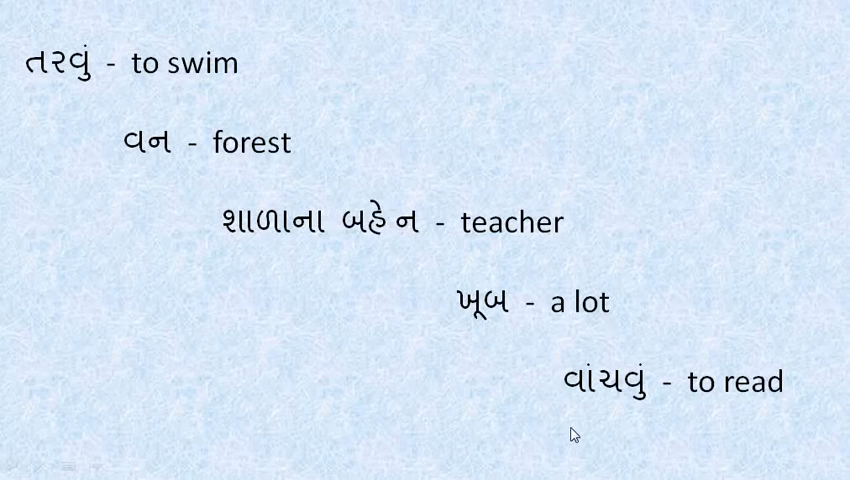 તરવું - to swim
વન - forest
શાળાના બહેન - teacher
ખૂબ - a lot
વાંચવું - to read